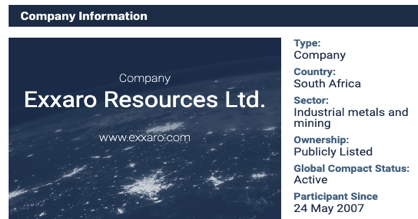 Company Information
Company
Exxaro Resources Ltd.
www.exxaro.com
Type:
Company
Country:
South Africa
Sector:
Industrial metals and
mining
Ownership:
Publicly Listed
Global Compact Status:
Active
Participant Since
24 May 2007